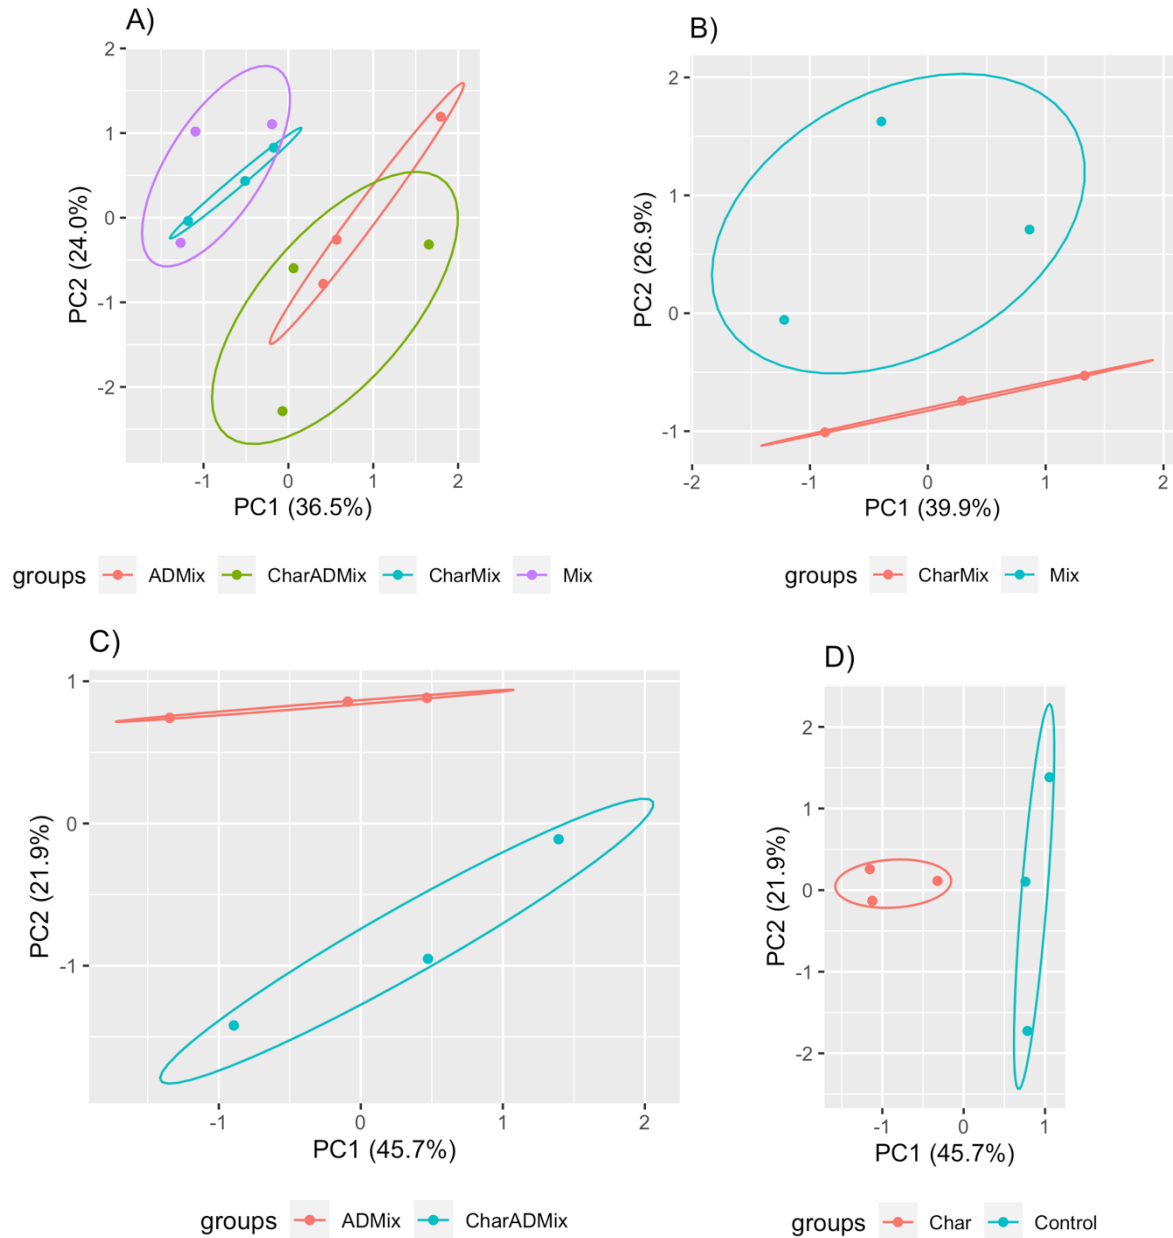 A)
2
1
0
-1
-2
PC2 (24.0%)
-1
0
1
2
PC1 (36.5%)
groups ADMix CharADMix CharMix Mix
B)
2
1
0
-1
PC2 (26.9%)
-2
-1
0
1
2
PC1 (39.9%)
groups CharMix Mix
C)
1
0
-1
PC2 (21.9%)
-1
0
1
2
PC1 (45.7%)
groups ADMix CharADMix
D)
2
1
0
-1
-2
PC2 (21.9%)
-1
0
1
PC1 (45.7%)
groups Char Control